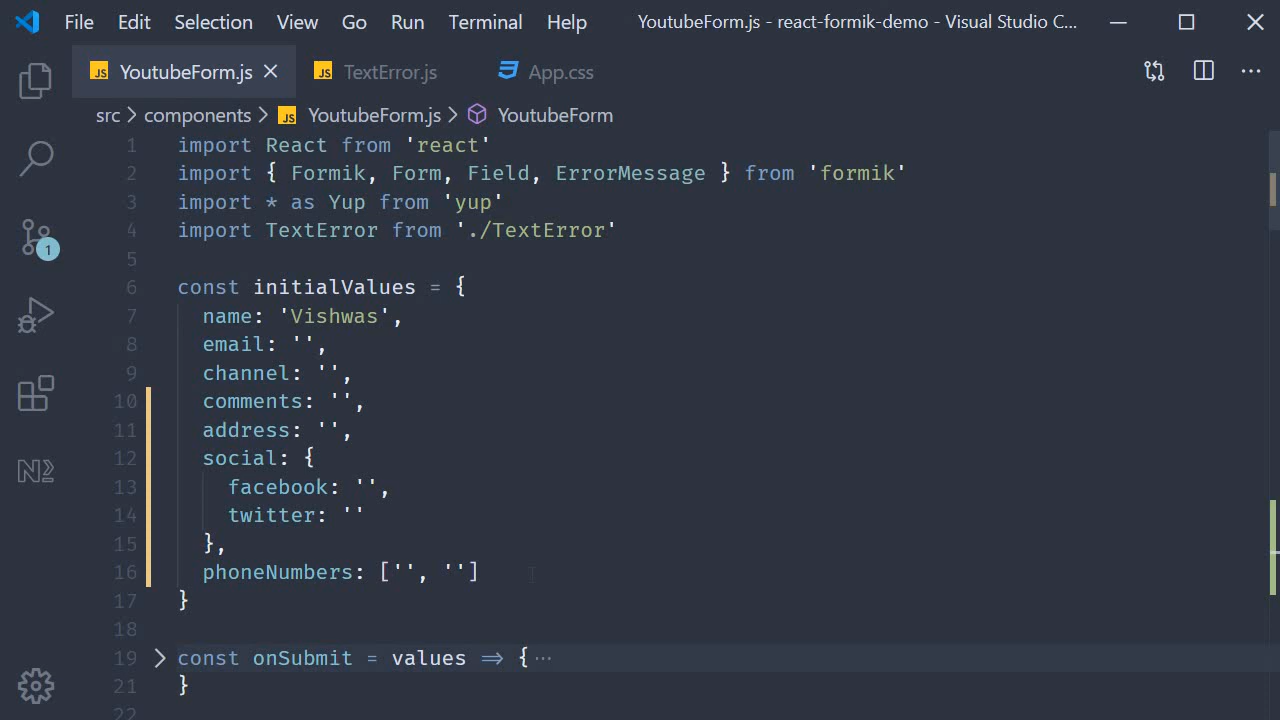 File Edit Selection View Go Run Terminal Help YoutubeForm.js - react-formik-demo - Visual Studio C...
JS YoutubeForm.js JS TextError.js App.css
src > components > JS YoutubeForm.js > YoutubeForm
1 import React from 'react'
2 import { Formik, Form, Field, ErrorMessage } from 'formik'
3 import * as Yup from 'yup'
4 import TextError from './TextError'
5
6 const initialValues = {
7 name: 'Vishwas',
8 email: '',
9 channel: '',
10 comments: '',
11 address: '',
12 social: {
13 facebook: '',
14 twitter: ''
15 },
16 phoneNumbers: ['', '']
17 }
18
19 const onSubmit = values => {...
21 }
22
1